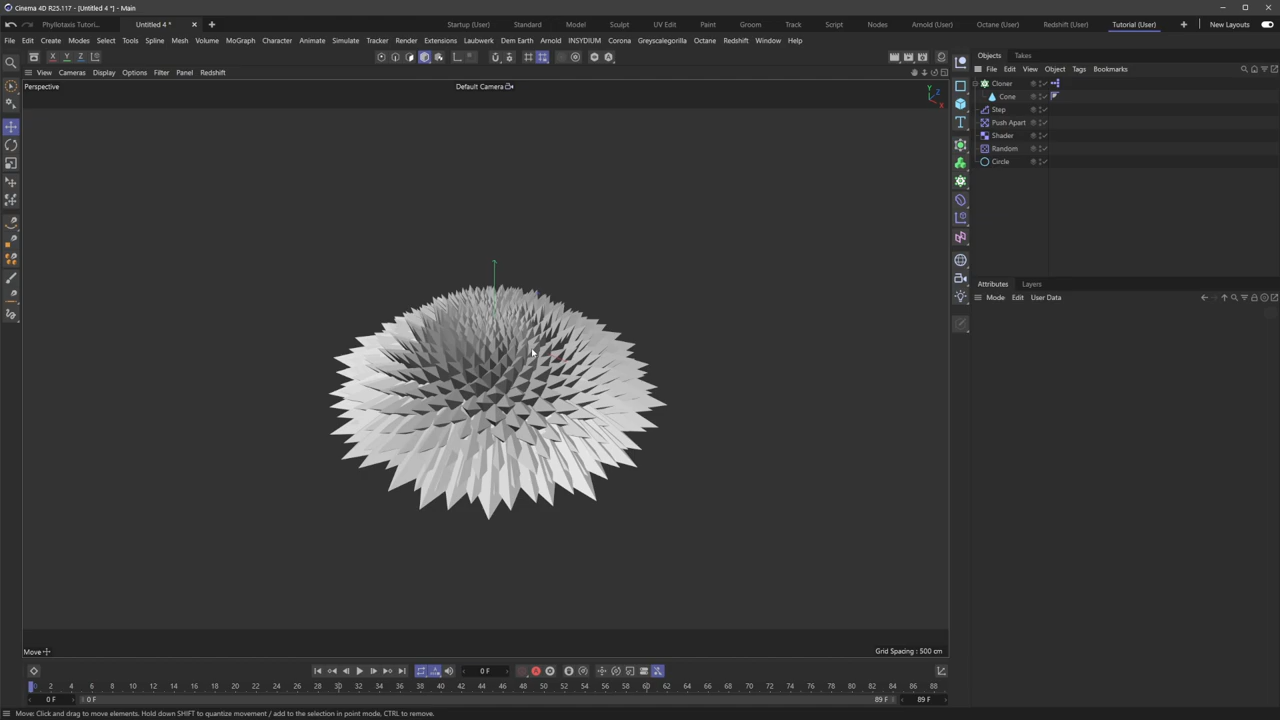 Cinema 4D R25.117 - [Untitled 4 *] - Main
Phyllotaxis Tutori... Untitled 4 * Startup (User) Standard Model Sculpt UV Edit Paint Groom Track Script Nodes Arnold (User) Octane (User) Redshift (User) Tutorial (User) New Layouts
File Edit Create Modes Select Tools Spline Mesh Volume MoGraph Character Animate Simulate Tracker Render Extensions Laubwerk Dem Earth Arnold INSYDIUM Corona Greyscalegorilla Octane Redshift Window Help
X Y Z
Objects Takes
View Cameras Display Options Filter Panel Redshift
File Edit View Object Tags Bookmarks
Perspective
Default Camera
Y Z X
Cloner
Cone
Step
Push Apart
Shader
Random
Circle
Attributes Layers
Mode Edit User Data
Move
Grid Spacing : 500 cm
0 F
0 2 4 6 8 10 12 14 16 18 20 22 24 26 28 30 32 34 36 38 40 42 44 46 48 50 52 54 56 58 60 62 64 66 68 70 72 74 76 78 80 82 84 86 88
0 F 0 F 89 F 89 F
Move: Click and drag to move elements. Hold down SHIFT to quantize movement / add to the selection in point mode, CTRL to remove.